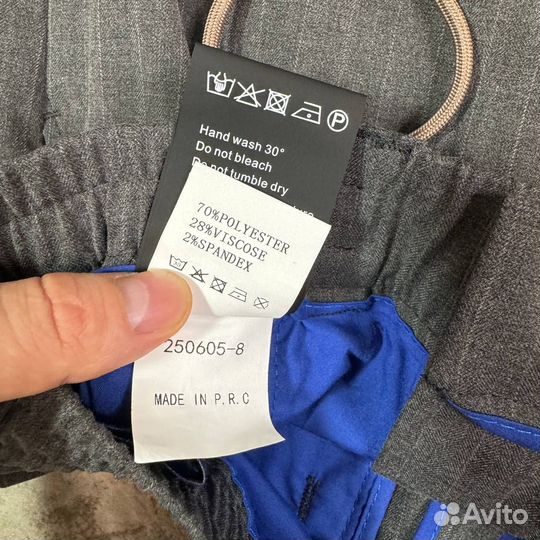 Hand wash 30°
Do not bleach
Do not tumble dry
70%POLYESTER
28%VISCOSE
2%SPANDEX
250605-8
MADE IN P.R.C
P
Avito